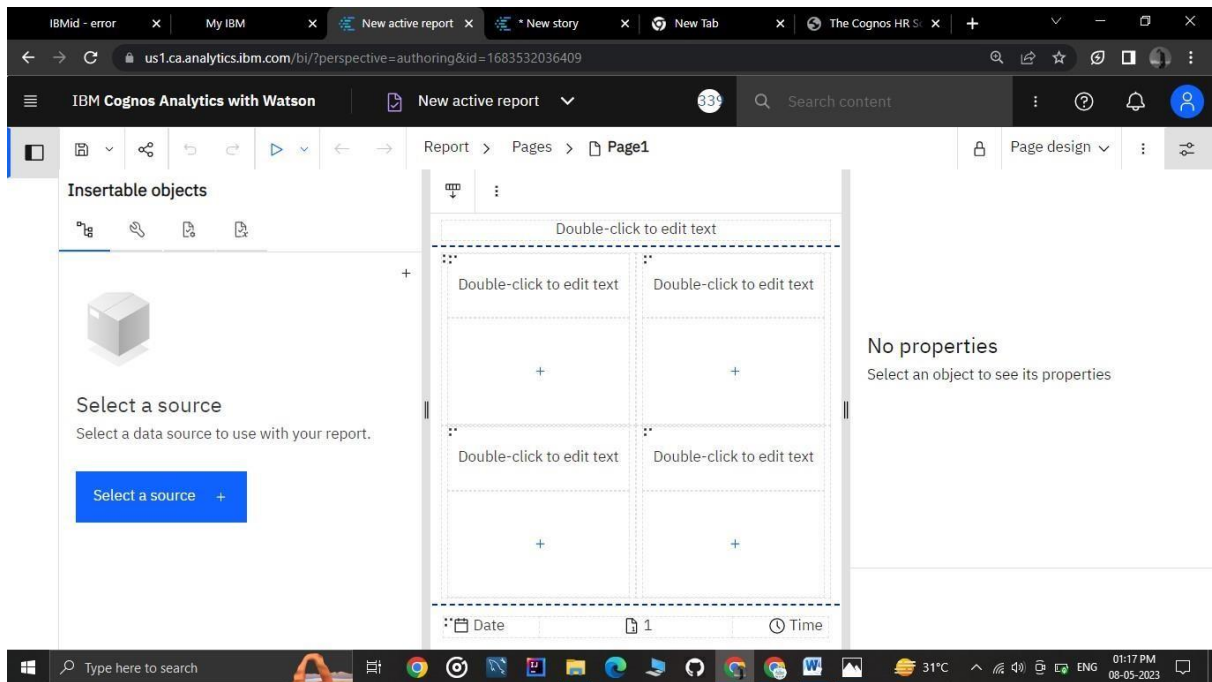 IBMid - error
My IBM
New active report
* New story
New Tab
The Cognos HR Sc
us1.ca.analytics.ibm.com/bi/?perspective=authoring&id=1683532036409
IBM Cognos Analytics with Watson
New active report
339
Search content
Report > Pages > Page1
Page design
Insertable objects
Double-click to edit text
Double-click to edit text
Double-click to edit text
Select a source
Select a data source to use with your report.
Select a source +
No properties
Select an object to see its properties
Double-click to edit text
Double-click to edit text
Date
1
Time
Type here to search
31°C
ENG
01:17 PM
08-05-2023